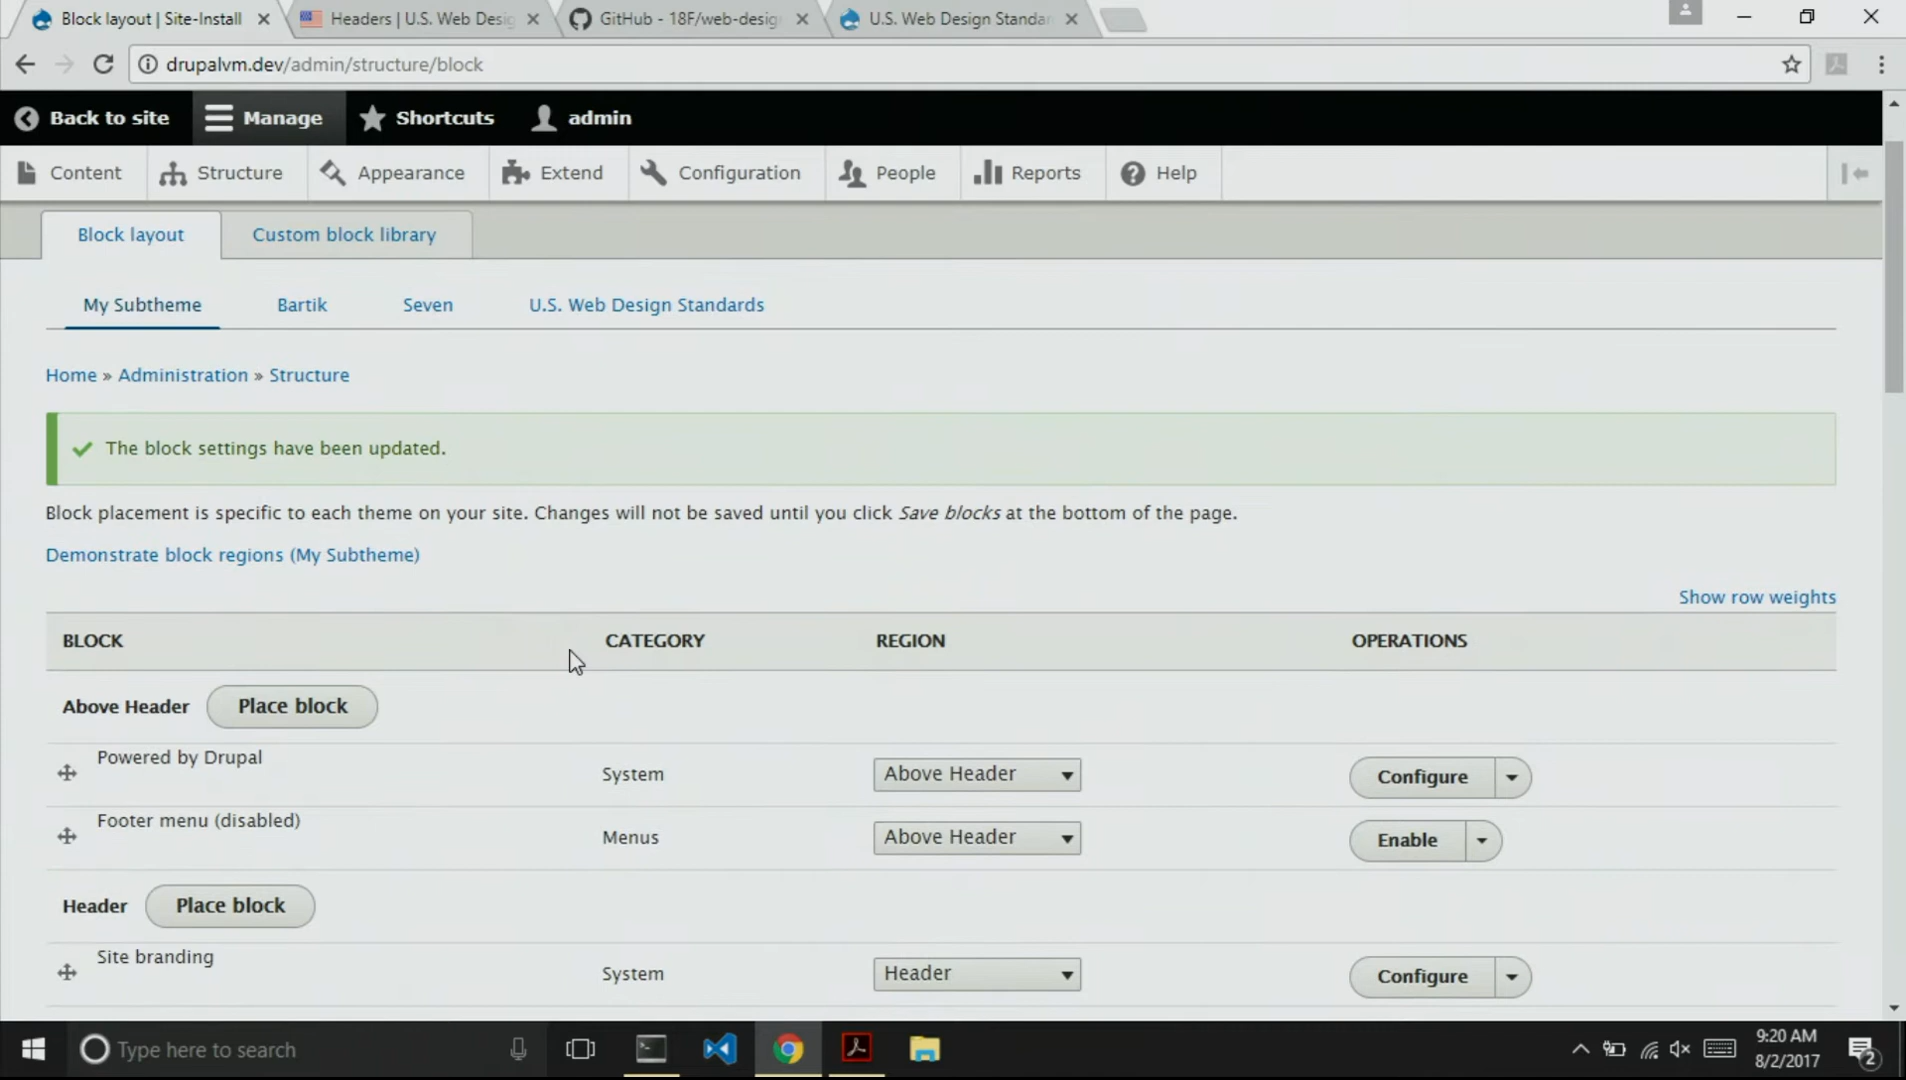 Block layout | Site-Install
Headers | U.S. Web Desig
GitHub - 18F/web-desig
U.S. Web Design Standar
drupalvm.dev/admin/structure/block
Back to site
Manage
Shortcuts
admin
Content
Structure
Appearance
Extend
Configuration
People
Reports
Help
Block layout
Custom block library
My Subtheme
Bartik
Seven
U.S. Web Design Standards
Home » Administration » Structure
The block settings have been updated.
Block placement is specific to each theme on your site. Changes will not be saved until you click Save blocks at the bottom of the page.
Demonstrate block regions (My Subtheme)
Show row weights
BLOCK CATEGORY REGION OPERATIONS
Above Header Place block
Powered by Drupal System Above Header Configure
Footer menu (disabled) Menus Above Header Enable
Header Place block
Site branding System Header Configure
Type here to search
9:20 AM
8/2/2017
2